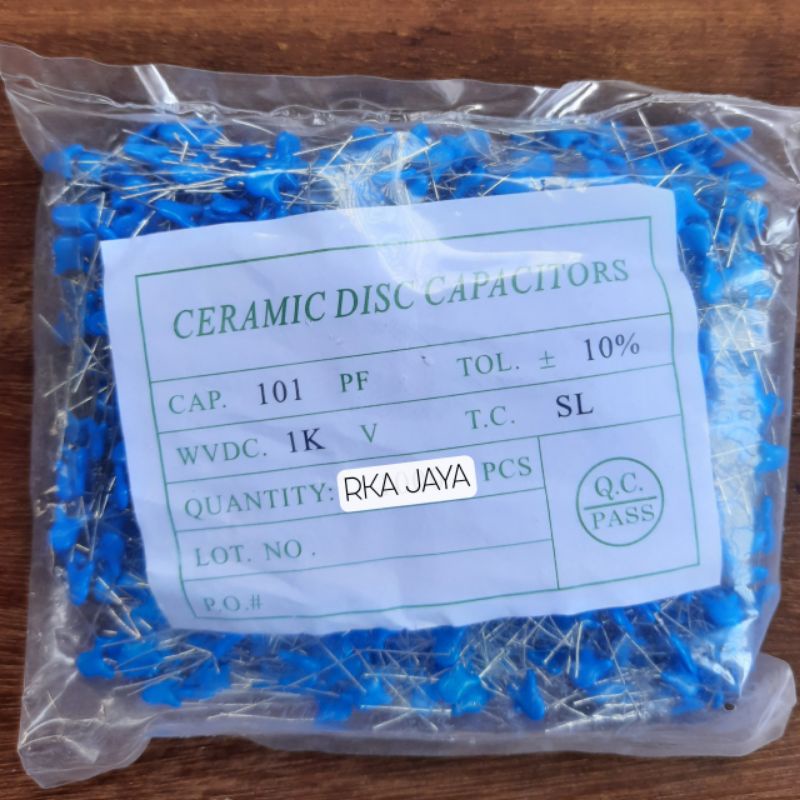 CERAMIC DISC CAPACITORS
CAP. 101 PF TOL. ± 10%
WVDC. 1K V T.C. SL
QUANTITY: RKA JAYA PCS
Q.C.
PASS
LOT. NO.
P.O.#